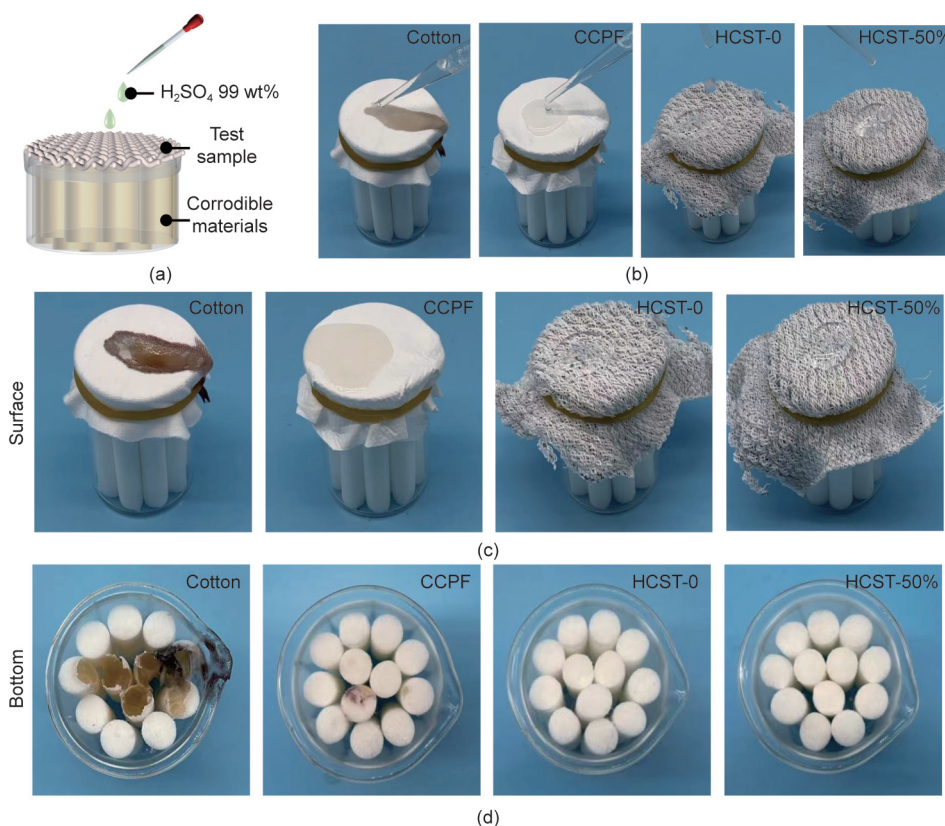 H₂SO₄ 99 wt%
Test
sample
Corrodible
materials
(a)
Cotton
CCPF
HCST-0
HCST-50%
(b)
Surface
Cotton
CCPF
HCST-0
HCST-50%
(c)
Bottom
Cotton
CCPF
HCST-0
HCST-50%
(d)